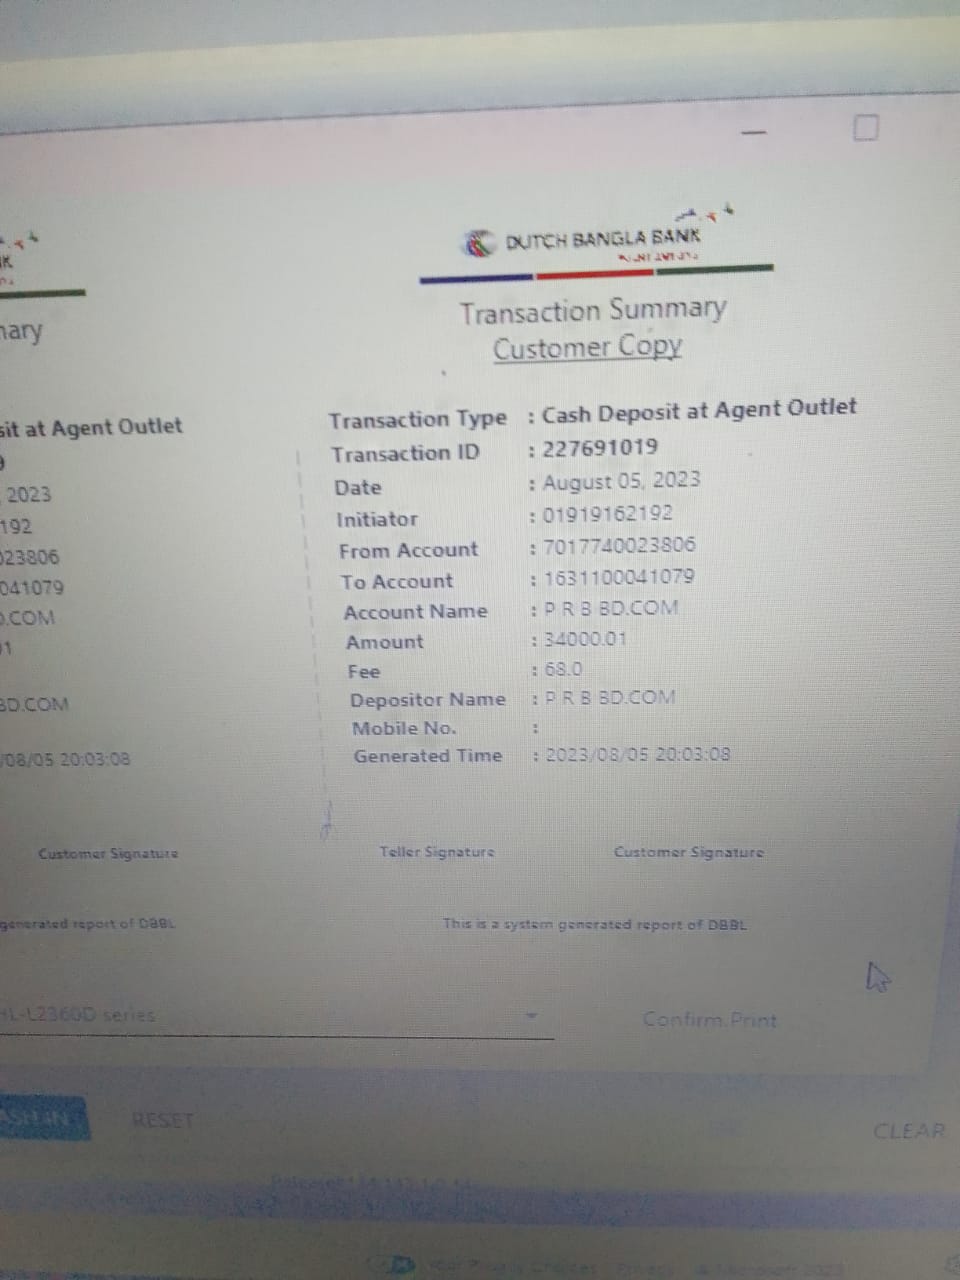 K
DUTCH BANGLA BANK
Transaction Summary
Customer Copy
mary
sit at Agent Outlet
9
, 2023
192
023806
041079
D.COM
01
BD.COM
/08/05 20:03:08
Transaction Type : Cash Deposit at Agent Outlet
Transaction ID : 227691019
Date : August 05, 2023
Initiator : 01919162192
From Account : 7017740023806
To Account : 1631100041079
Account Name : P R B BD.COM
Amount : 34000.01
Fee : 68.0
Depositor Name : P R B BD.COM
Mobile No. :
Generated Time : 2023/08/05 20:03:08
Customer Signature
Teller Signature Customer Signature
generated report of DBBL
This is a system generated report of DBBL
HL-L2360D series
Confirm Print
RESET
CLEAR